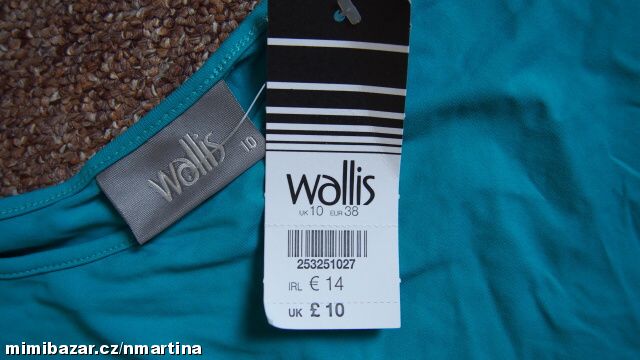 wallis
10
wallis
UK 10 EUR 38
253251027
IRL € 14
UK £ 10
mimibazar.cz/nmartina